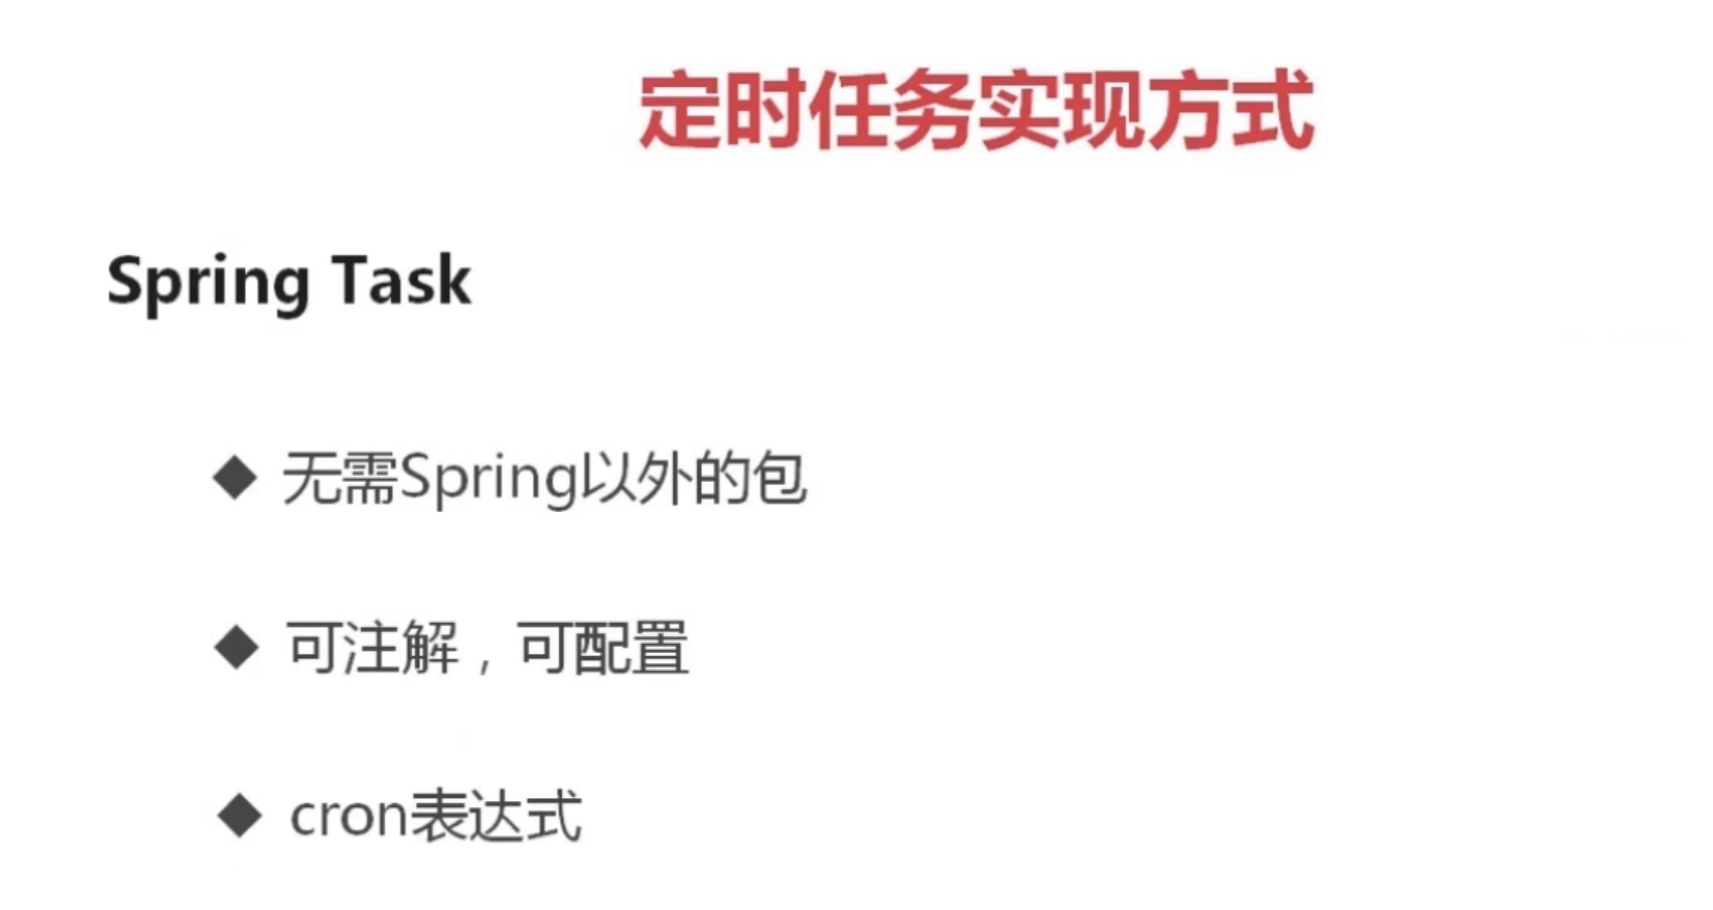 定时任务实现方式
Spring Task
◆ 无需Spring以外的包
◆ 可注解，可配置
◆ cron表达式